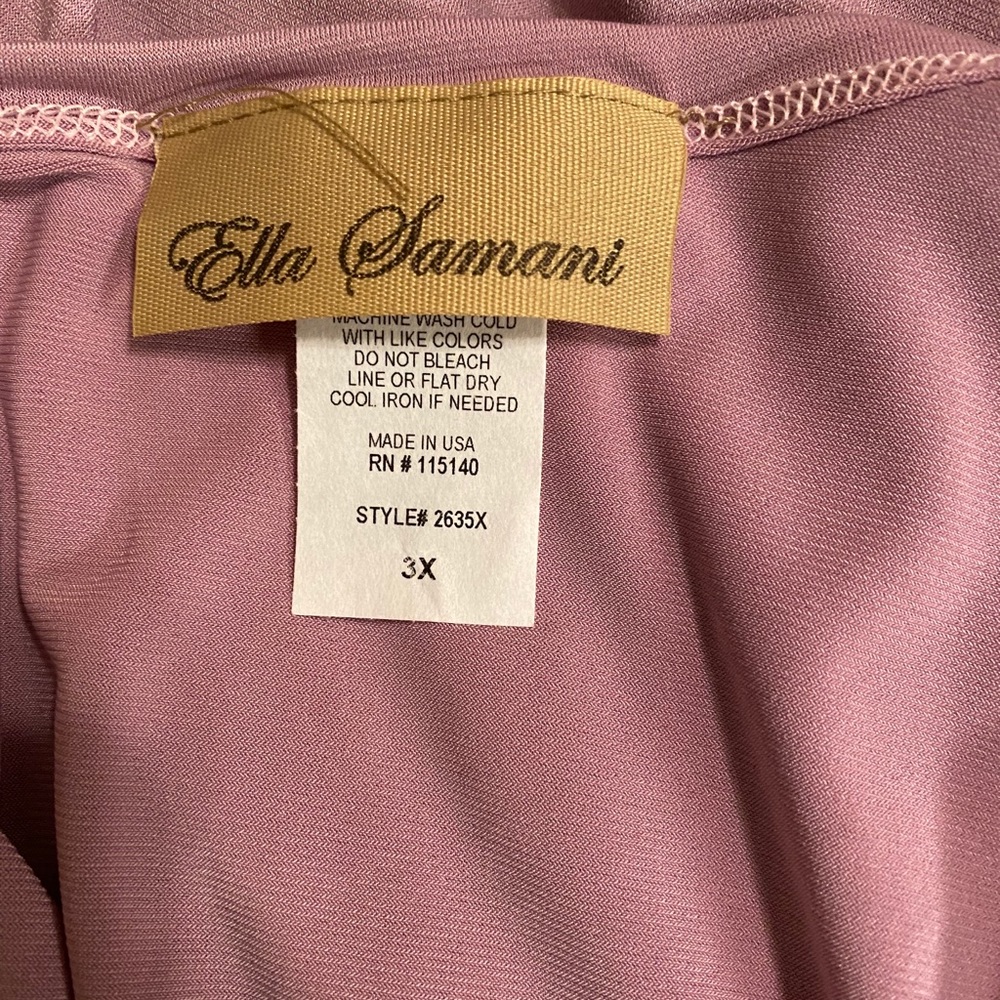 Ella Samani
MACHINE WASH COLD
WITH LIKE COLORS
DO NOT BLEACH
LINE OR FLAT DRY
COOL IRON IF NEEDED
MADE IN USA
RN # 115140
STYLE# 2635X
3X